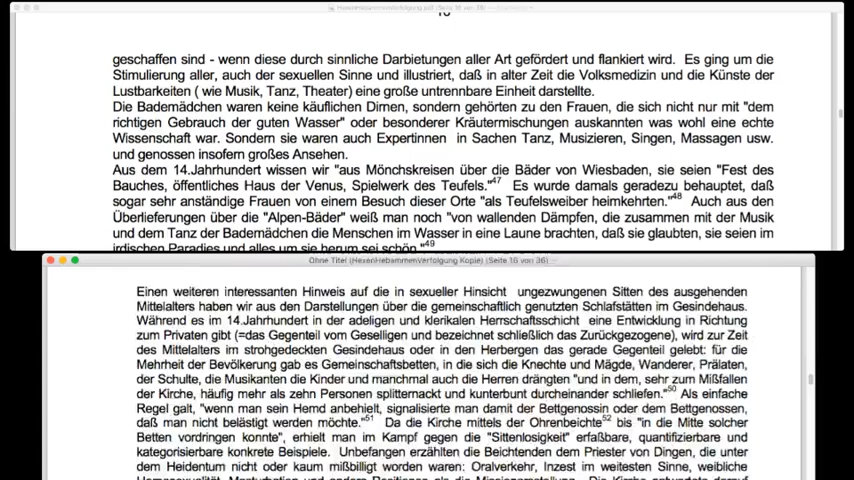 HexenHebammenVerfolgung.pdf (Seite 16 von 36)
16
geschaffen sind - wenn diese durch sinnliche Darbietungen aller Art gefördert und flankiert wird. Es ging um die
Stimulierung aller, auch der sexuellen Sinne und illustriert, daß in alter Zeit die Volksmedizin und die Künste der
Lustbarkeiten ( wie Musik, Tanz, Theater) eine große untrennbare Einheit darstellte.
Die Bademädchen waren keine käuflichen Dirnen, sondern gehörten zu den Frauen, die sich nicht nur mit "dem
richtigen Gebrauch der guten Wasser" oder besonderer Kräutermischungen auskannten was wohl eine echte
Wissenschaft war. Sondern sie waren auch Expertinnen in Sachen Tanz, Musizieren, Singen, Massagen usw.
und genossen insofern großes Ansehen.
Aus dem 14.Jahrhundert wissen wir "aus Mönchskreisen über die Bäder von Wiesbaden, sie seien "Fest des
Bauches, öffentliches Haus der Venus, Spielwerk des Teufels."47 Es wurde damals geradezu behauptet, daß
sogar sehr anständige Frauen von einem Besuch dieser Orte "als Teufelsweiber heimkehrten."48 Auch aus den
Überlieferungen über die "Alpen-Bäder" weiß man noch "von wallenden Dämpfen, die zusammen mit der Musik
und dem Tanz der Bademädchen die Menschen im Wasser in eine Laune brachten, daß sie glaubten, sie seien im
irdischen Paradies und alles um sie herum sei schön."49
Ohne Titel (HexenHebammenVerfolgung Kopie) (Seite 16 von 36)
Einen weiteren interessanten Hinweis auf die in sexueller Hinsicht ungezwungenen Sitten des ausgehenden
Mittelalters haben wir aus den Darstellungen über die gemeinschaftlich genutzten Schlafstätten im Gesindehaus.
Während es im 14.Jahrhundert in der adeligen und klerikalen Herrschaftsschicht eine Entwicklung in Richtung
zum Privaten gibt (=das Gegenteil vom Geselligen und bezeichnet schließlich das Zurückgezogene), wird zur Zeit
des Mittelalters im strohgedeckten Gesindehaus oder in den Herbergen das gerade Gegenteil gelebt: für die
Mehrheit der Bevölkerung gab es Gemeinschaftsbetten, in die sich die Knechte und Mägde, Wanderer, Prälaten,
der Schulte, die Musikanten die Kinder und manchmal auch die Herren drängten "und in dem, sehr zum Mißfallen
der Kirche, häufig mehr als zehn Personen splitternackt und kunterbunt durcheinander schliefen."50 Als einfache
Regel galt, "wenn man sein Hemd anbehielt, signalisierte man damit der Bettgenossin oder dem Bettgenossen,
daß man nicht belästigt werden möchte."51 Da die Kirche mittels der Ohrenbeichte52 bis "in die Mitte solcher
Betten vordringen konnte", erhielt man im Kampf gegen die "Sittenlosigkeit" erfaßbare, quantifizierbare und
kategorisierbare konkrete Beispiele. Unbefangen erzählten die Beichtenden dem Priester von Dingen, die unter
dem Heidentum nicht oder kaum mißbilligt worden waren: Oralverkehr, Inzest im weitesten Sinne, weibliche